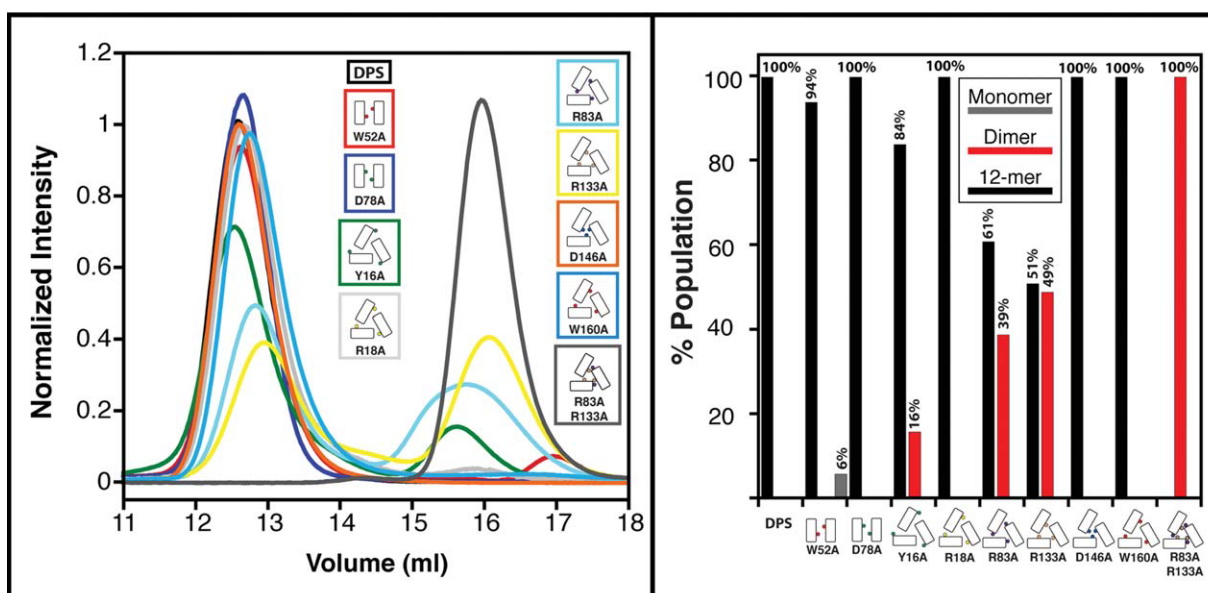 Normalized Intensity
1.2
1
0.8
0.6
0.4
0.2
0
11
12
13
14
15
16
17
18
Volume (ml)
DPS
W52A
D78A
Y16A
R18A
R83A
R133A
D146A
W160A
R83A
R133A
% Population
100
80
60
40
20
100%
94%
6%
100%
84%
16%
100%
61%
39%
51%
49%
100%
100%
100%
Monomer
Dimer
12-mer
DPS
W52A
D78A
Y16A
R18A
R83A
R133A
D146A
W160A
R83A
R133A